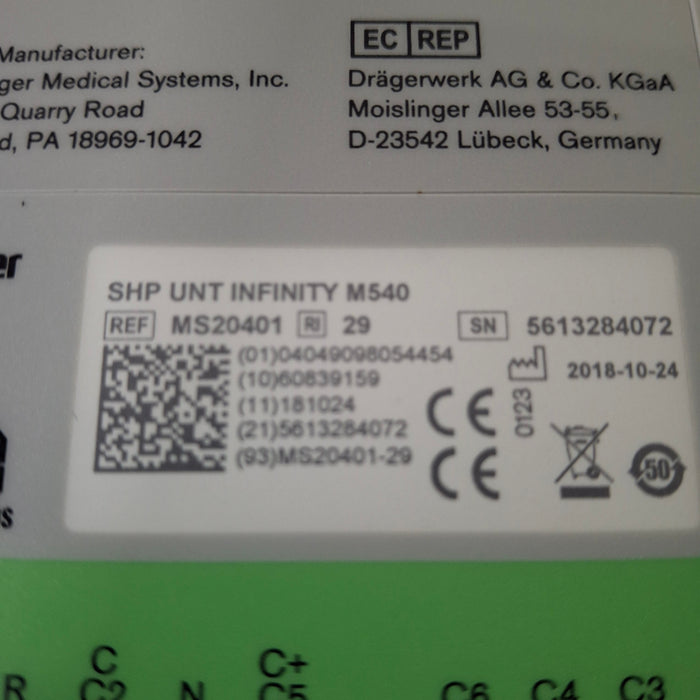 Manufacturer:
ger Medical Systems, Inc.
Quarry Road
d, PA 18969-1042
EC REP
Drägerwerk AG & Co. KGaA
Moislinger Allee 53-55,
D-23542 Lübeck, Germany
er
SHP UNT INFINITY M540
REF MS20401 RI 29 SN 5613284072
(01)04049098054454
(10)60839159
(11)181024
(21)5613284072
(93)MS20401-29
2018-10-24
CE 0123
CE
50
s
C C+
R C2 N C5 C6 C4 C3